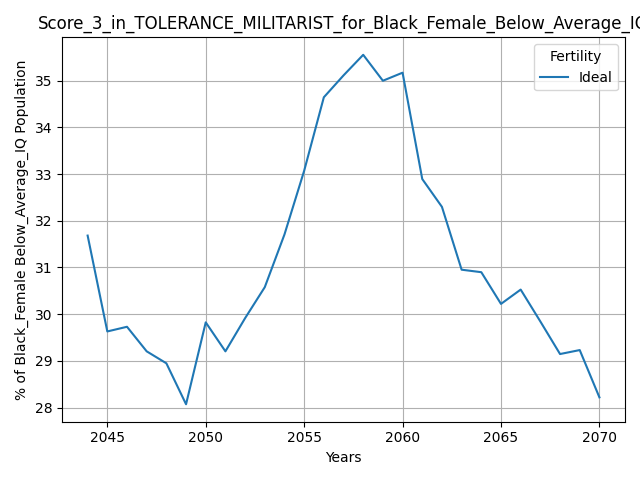 Score_3_in_TOLERANCE_MILITARIST_for_Black_Female_Below_Average_IQ
Fertility
Ideal
% of Black_Female Below_Average_IQ Population
35
34
33
32
31
30
29
28
2045 2050 2055 2060 2065 2070
Years